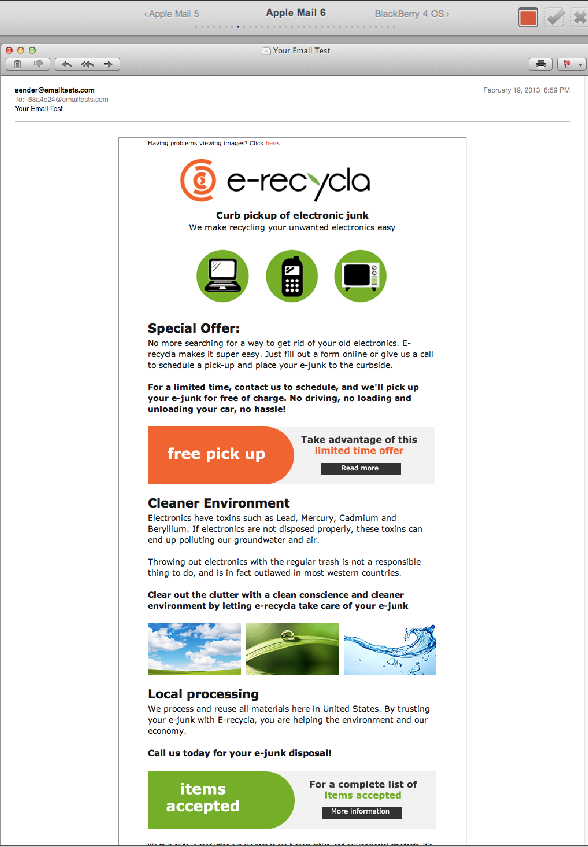 ‹ Apple Mail 5
Apple Mail 6
BlackBerry 4 OS ›
Your Email Test
sender@emailtests.com
February 19, 2013 6:59 PM
To: 58a4c24@emailtests.com
Your Email Test
Having problems viewing images? Click here.
e-recycla
Curb pickup of electronic junk
We make recycling your unwanted electronics easy
Special Offer:
No more searching for a way to get rid of your old electronics. E-
recycla makes it super easy. Just fill out a form online or give us a call
to schedule a pick-up and place your e-junk to the curbside.
For a limited time, contact us to schedule, and we'll pick up
your e-junk for free of charge. No driving, no loading and
unloading your car, no hassle!
free pick up
Take advantage of this
limited time offer
Read more
Cleaner Environment
Electronics have toxins such as Lead, Mercury, Cadmium and
Beryllium. If electronics are not disposed properly, these toxins can
end up polluting our groundwater and air.
Throwing out electronics with the regular trash is not a responsible
thing to do, and is in fact outlawed in most western countries.
Clear out the clutter with a clean conscience and cleaner
environment by letting e-recycla take care of your e-junk
Local processing
We process and reuse all materials here in United States. By trusting
your e-junk with E-recycla, you are helping the environment and our
economy.
Call us today for your e-junk disposal!
items
accepted
For a complete list of
items accepted
More information